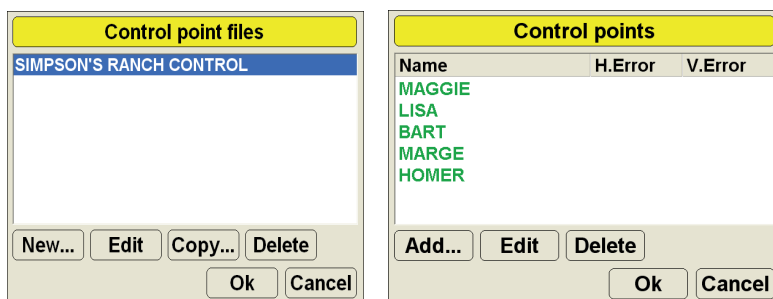 Control point files
SIMPSON'S RANCH CONTROL
New... Edit Copy... Delete
Ok Cancel
Control points
Name H.Error V.Error
MAGGIE
LISA
BART
MARGE
HOMER
Add... Edit Delete
Ok Cancel